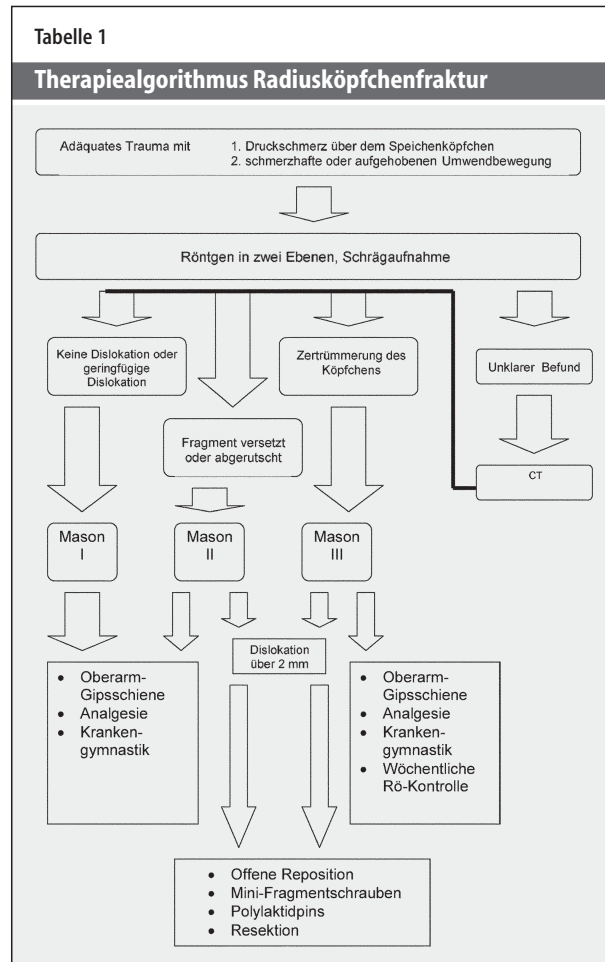 Tabelle 1
Therapiealgorithmus Radiusköpfchenfraktur
Adäquates Trauma mit 1. Druckschmerz über dem Speichenköpfchen
2. schmerzhafte oder aufgehobenen Umwendbewegung
Röntgen in zwei Ebenen, Schrägaufnahme
Keine Dislokation oder
geringfügige
Dislokation
Zertrümmerung des
Köpfchens
Unklarer Befund
Fragment versetzt
oder abgerutscht
CT
Mason
I
Mason
II
Mason
III
Dislokation
über 2 mm
• Oberarm-
Gipsschiene
• Analgesie
• Kranken-
gymnastik
• Oberarm-
Gipsschiene
• Analgesie
• Kranken-
gymnastik
• Wöchentliche
Rö-Kontrolle
• Offene Reposition
• Mini-Fragmentschrauben
• Polylaktidpins
• Resektion